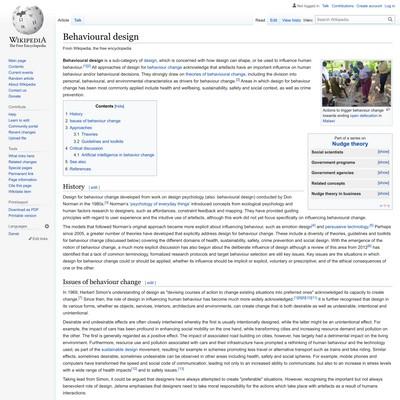 Not logged in Talk Contributions Create account Log in
Article Talk
Read Edit View history
WIKIPEDIA
The Free Encyclopedia
Main page
Contents
Current events
Random article
About Wikipedia
Contact us
Donate
Contribute
Help
Learn to edit
Community portal
Recent changes
Upload file
Tools
What links here
Related changes
Special pages
Permanent link
Page information
Cite this page
Wikidata item
Print/export
Download as PDF
Printable version
Languages
Deutsch
Edit links
Behavioural design
From Wikipedia, the free encyclopedia
Behavioural design is a sub-category of design, which is concerned with how design can shape, or be used to influence human
behaviour.[1][2] All approaches of design for behaviour change acknowledge that artefacts have an important influence on human
behaviour and/or behavioural decisions. They strongly draw on theories of behavioural change, including the division into
personal, behavioural, and environmental characteristics as drivers for behaviour change.[2] Areas in which design for behaviour
change has been most commonly applied include health and wellbeing, sustainability, safety and social context, as well as crime
prevention.
Contents [hide]
1 History
2 Issues of behaviour change
3 Approaches
3.1 Theories
3.2 Guidelines and toolkits
4 Critical discussion
4.1 Artificial intelligence in behavior change
5 See also
6 References
Actions to trigger behaviour change
towards ending open defecation in
Malawi
Part of a series on
Nudge theory
Social scientists [show]
Government programs [show]
Government agencies [show]
Related concepts [show]
Nudge theory in business [show]
V·T·E
History [ edit ]
Design for behaviour change developed from work on design psychology (also: behavioural design) conducted by Don
Norman in the 1980s.[3] Norman's 'psychology of everyday things' introduced concepts from ecological psychology and
human factors research to designers, such as affordances, constraint feedback and mapping. They have provided guiding
principles with regard to user experience and the intuitive use of artefacts, although this work did not yet focus specifically on influencing behavioural change.
The models that followed Norman's original approach became more explicit about influencing behaviour, such as emotion design[4] and persuasive technology.[5] Perhaps
since 2005, a greater number of theories have developed that explicitly address design for behaviour change. These include a diversity of theories, guidelines and toolkits
for behaviour change (discussed below) covering the different domains of health, sustainability, safety, crime prevention and social design. With the emergence of the
notion of behaviour change, a much more explicit discussion has also begun about the deliberate influence of design although a review of this area from 2012[6] has
identified that a lack of common terminology, formalized research protocols and target behaviour selection are still key issues. Key issues are the situations in which
design for behaviour change could or should be applied; whether its influence should be implicit or explicit, voluntary or prescriptive; and of the ethical consequences of
one or the other.
Issues of behaviour change [ edit ]
In 1969, Herbert Simon's understanding of design as "devising courses of action to change existing situations into preferred ones" acknowledged its capacity to create
change.[7] Since then, the role of design in influencing human behaviour has become much more widely acknowledged.
it is further recognised that design in
its various forms, whether as objects, services, interiors, architecture and environments, can create change that is both desirable as well as undesirable, intentional and
unintentional.
Desirable and undesirable effects are often closely intertwined whereby the first is usually intentionally designed, while the latter might be an unintentional effect. For
example, the impact of cars has been profound in enhancing social mobility on the one hand, while transforming cities and increasing resource demand and pollution on
the other. The first is generally regarded as a positive effect. The impact of associated road building on cities, however, has largely had a detrimental impact on the living
environment. Furthermore, resource use and pollution associated with cars and their infrastructure have prompted a rethinking of human behaviour and the technology
used, as part of the sustainable design movement, resulting for example in schemes promoting less travel or alternative transport such as trains and bike riding. Similar
effects, sometimes desirable, sometimes undesirable can be observed in other areas including health, safety and social spheres. For example, mobile phones and
computers have transformed the speed and social code of communication, leading not only to an increased ability to communicate, but also to an increase in stress levels
with a wide range of health impacts[12] and to safety issues.[13]
Taking lead from Simon, it could be argued that designers have always attempted to create "preferable" situations. However, recognising the important but not always
benevolent role of design, Jelsma emphasises that designers need to take moral responsibility for the actions which take place with artefacts as a result of humans
interactions.